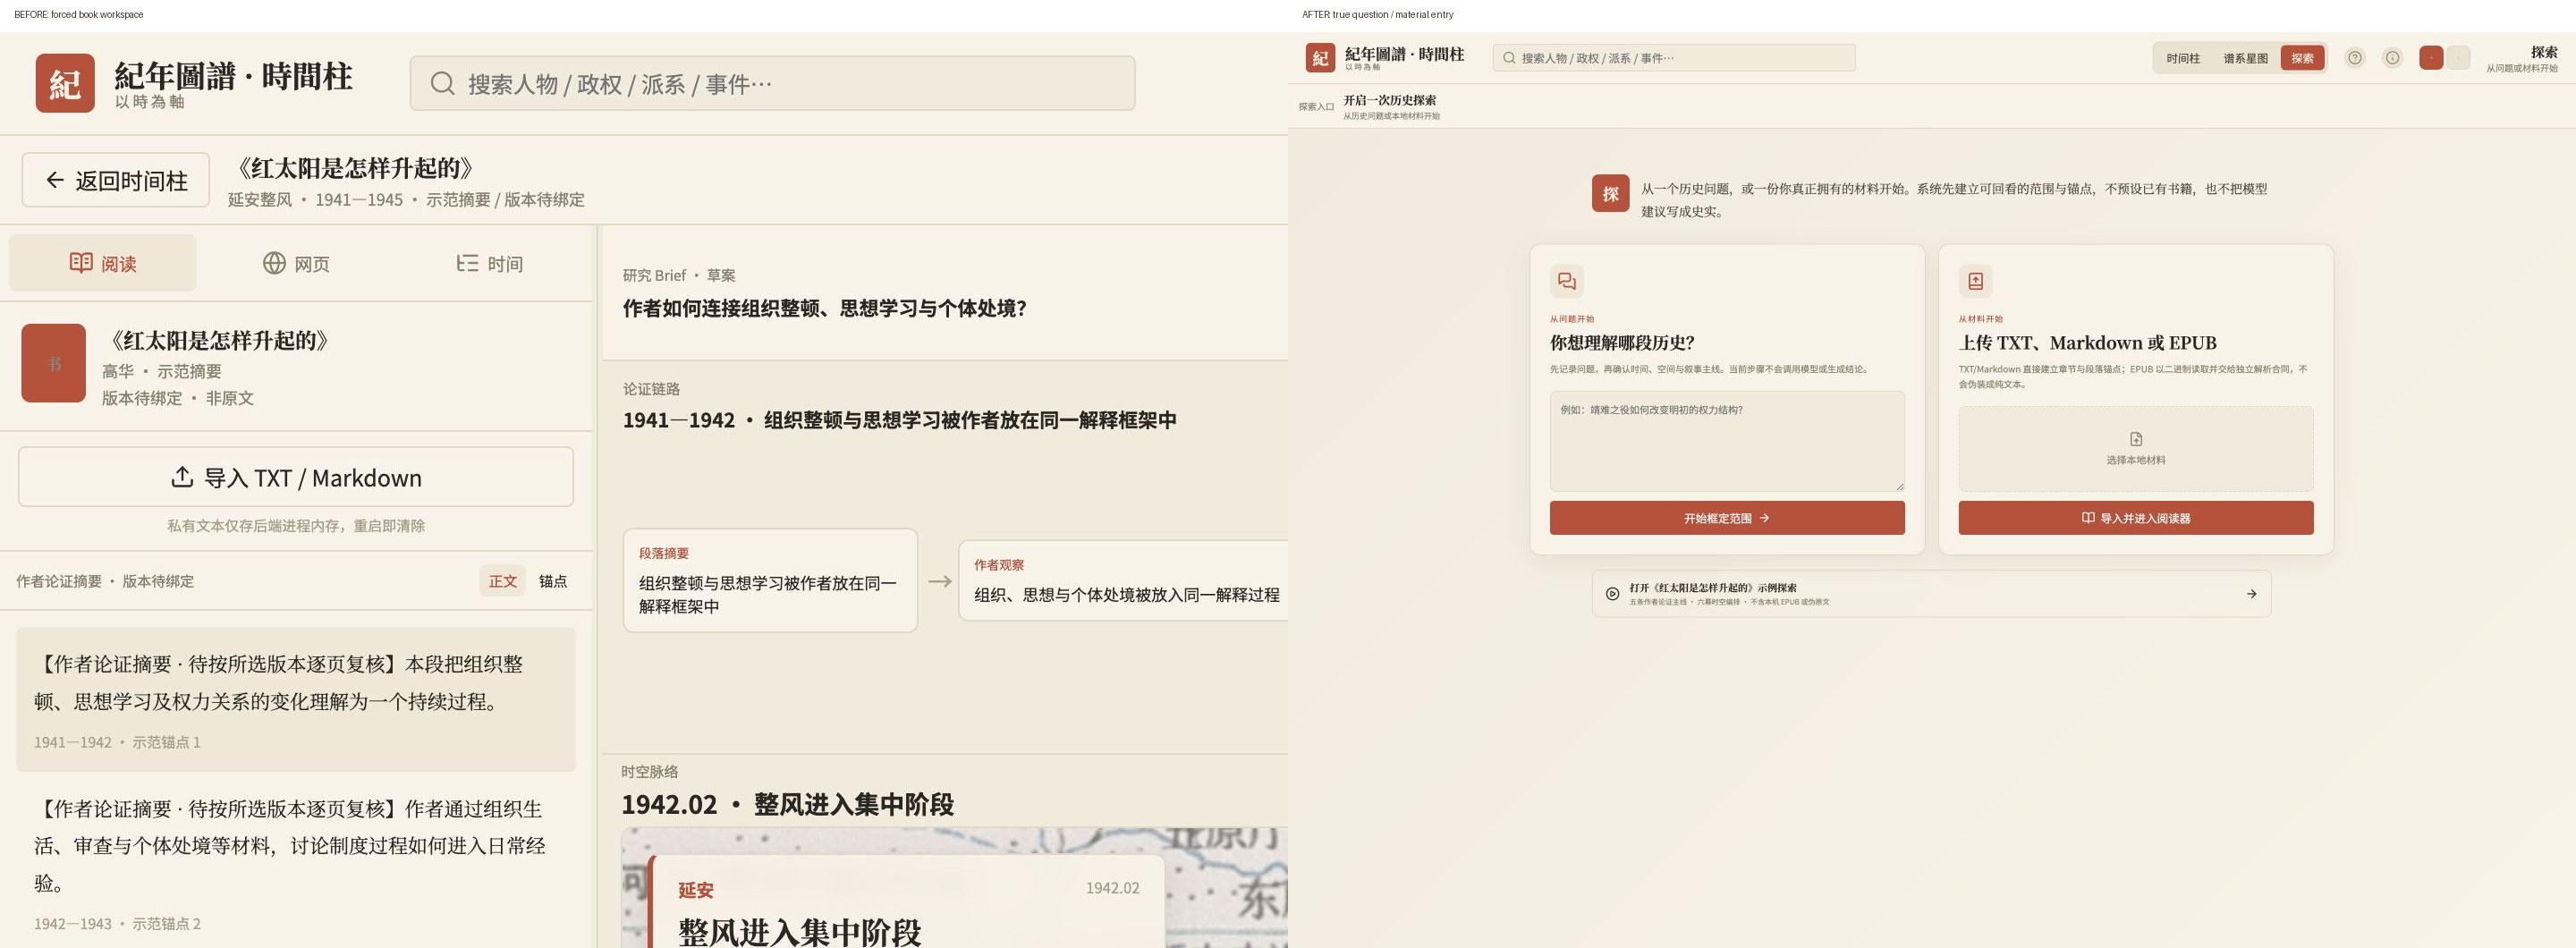 BEFORE: forced book workspace
紀
紀年圖譜 · 時間柱
以時為軸
搜索人物 / 政权 / 派系 / 事件…
返回时间柱
《红太阳是怎样升起的》
延安整风 · 1941—1945 · 示范摘要 / 版本待绑定
阅读
网页
时间
书
《红太阳是怎样升起的》
高华 · 示范摘要
版本待绑定 · 非原文
导入 TXT / Markdown
私有文本仅存后端进程内存，重启即清除
作者论证摘要 · 版本待绑定
正文
锚点
【作者论证摘要 · 待按所选版本逐页复核】本段把组织整
顿、思想学习及权力关系的变化理解为一个持续过程。
1941—1942 · 示范锚点 1
【作者论证摘要 · 待按所选版本逐页复核】作者通过组织生
活、审查与个体处境等材料，讨论制度过程如何进入日常经
验。
1942—1943 · 示范锚点 2
研究 Brief · 草案
作者如何连接组织整顿、思想学习与个体处境？
论证链路
1941—1942 · 组织整顿与思想学习被作者放在同一解释框架中
段落摘要
组织整顿与思想学习被作者放在同一
解释框架中
作者观察
组织、思想与个体处境被放入同一解释过程
时空脉络
1942.02 · 整风进入集中阶段
延安
1942.02
整风进入集中阶段
AFTER: true question / material entry
紀
紀年圖譜 · 時間柱
以時為軸
搜索人物 / 政权 / 派系 / 事件…
时间柱
谱系星图
探索
探索
从问题或材料开始
探索入口
开启一次历史探索
从历史问题或本地材料开始
探
从一个历史问题，或一份你真正拥有的材料开始。系统先建立可回看的范围与锚点，不预设已有书籍，也不把模型
建议写成史实。
从问题开始
你想理解哪段历史？
先记录问题，再确认时间、空间与叙事主线。当前步骤不会调用模型或生成结论。
例如：靖难之役如何改变明初的权力结构？
开始框定范围
从材料开始
上传 TXT、Markdown 或 EPUB
TXT/Markdown 直接建立章节与段落锚点；EPUB 以二进制读取并交给独立解析合同，不
会伪装成纯文本。
选择本地材料
导入并进入阅读器
打开《红太阳是怎样升起的》示例探索
五条作者论证主线 · 六幕时空编排 · 不含本机 EPUB 或伪原文